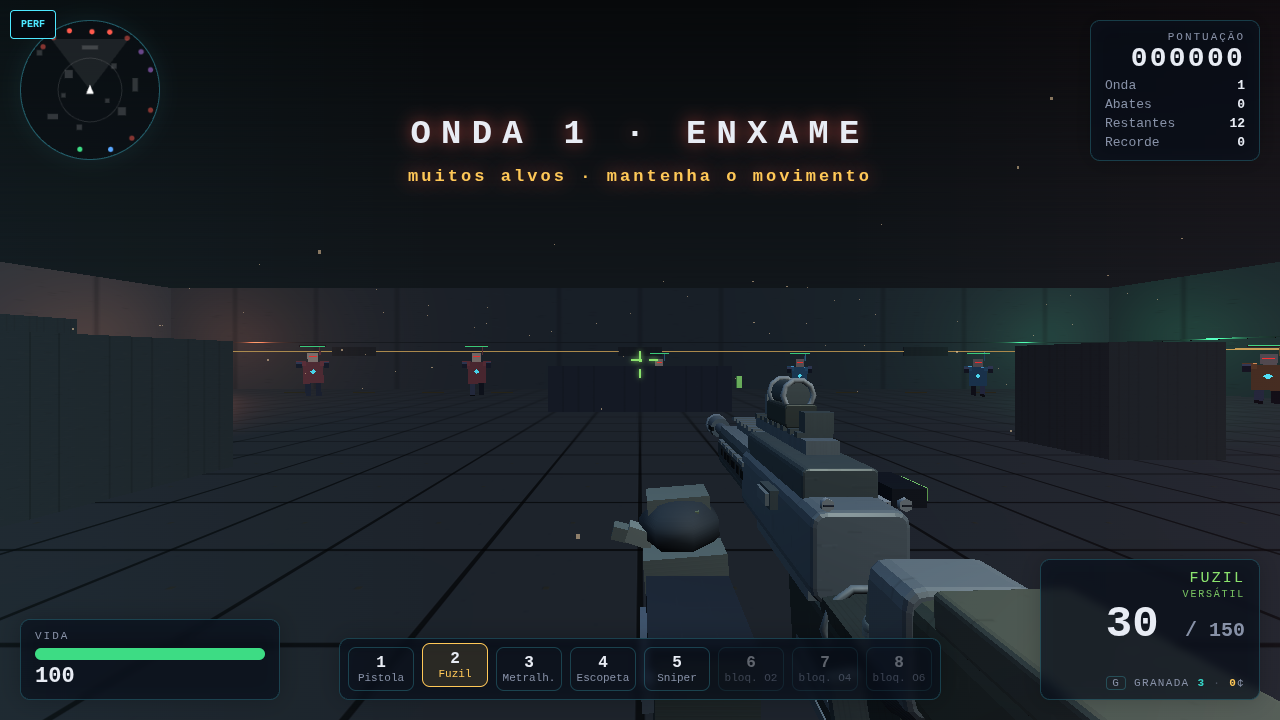 PERF
ONDA 1 · ENXAME
muitos alvos · mantenha o movimento
PONTUAÇÃO
000000
Onda 1
Abates 0
Restantes 12
Recorde 0
VIDA
100
1 2 3 4 5 6 7 8
Pistola Fuzil Metralh. Escopeta Sniper bloq. O2 bloq. O4 bloq. O6
FUZIL
VERSÁTIL
30 / 150
G GRANADA 3 · 0¢